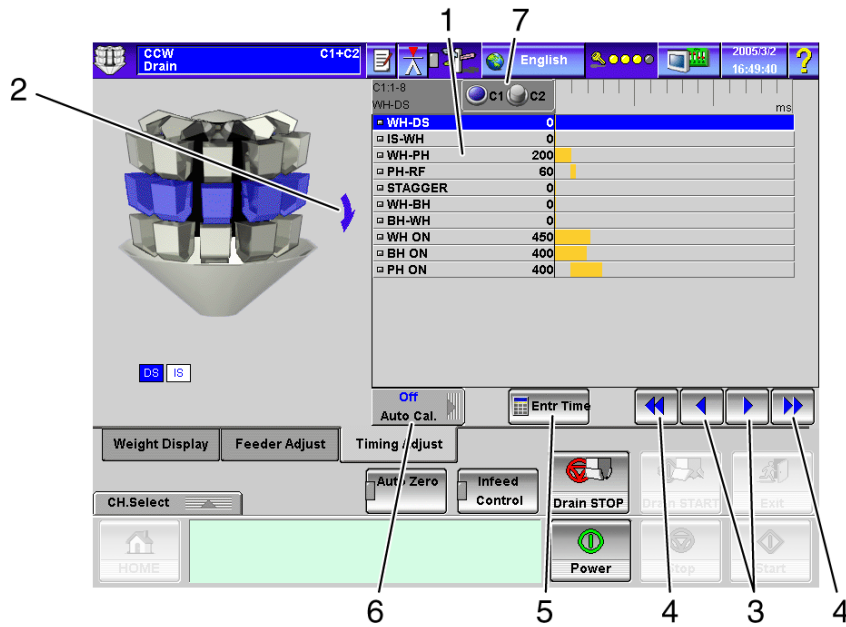 1
7
CCW C1+C2
Drain
English
2005/3/2
16:49:40
?
2
C1:1-8
WH-DS
C1 C2
ms
WH-DS 0
IS-WH 0
WH-PH 200
PH-RF 60
STAGGER 0
WH-BH 0
BH-WH 0
WH ON 450
BH ON 400
PH ON 400
DS IS
Off
Auto Cal.
Entr Time
Weight Display Feeder Adjust Timing Adjust
Auto Zero
Infeed
Control
Drain STOP
Drain START
Exit
CH.Select
HOME
Power
Stop
Start
6 5 4 3 4